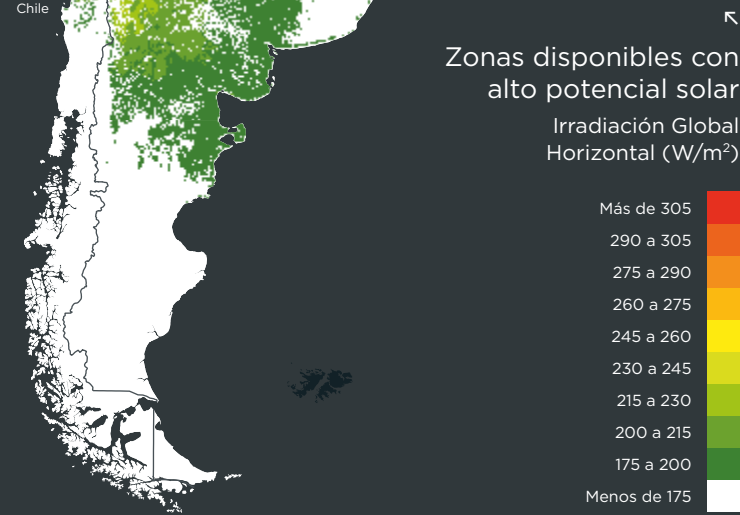 Chile
Zonas disponibles con
alto potencial solar
Irradiación Global
Horizontal (W/m²)
Más de 305
290 a 305
275 a 290
260 a 275
245 a 260
230 a 245
215 a 230
200 a 215
175 a 200
Menos de 175